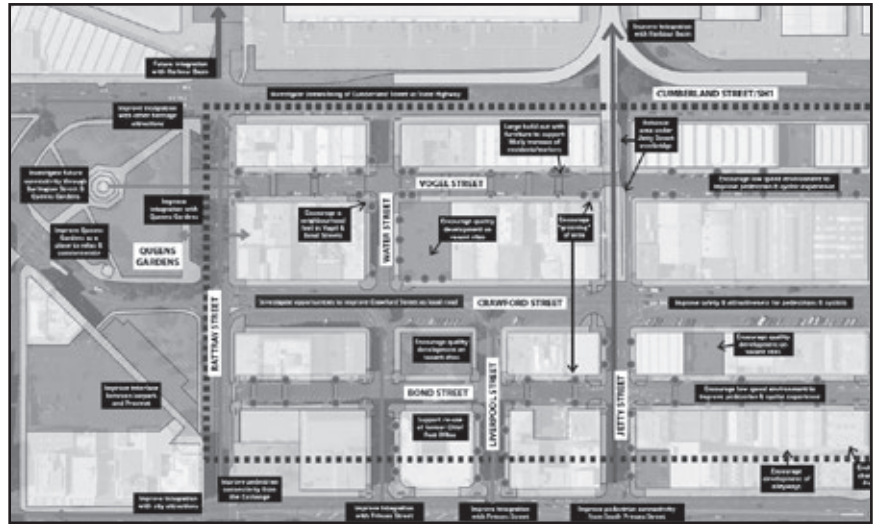 Improve integration
with Harbour Basin
Future integration
with Harbour Basin
Investigate networking of Cumberland Street as State Highway
CUMBERLAND STREET/SH1
Improve integration
with other heritage
attractions
Large build out with
furniture to support
likely increase of
residents/workers
Enhance
area under
Jetty Street
overbridge
Investigate future
connectivity through
Burlington Street &
Queens Gardens
VOGEL STREET
Encourage low speed environment to
improve pedestrian & cycle experience
Improve
integration with
Queens Gardens
Encourage a
neighbourhood
feel in Vogel &
Bond Streets
WATER STREET
Encourage quality
development on
vacant sites
Encourage
"greening"
of area
Improve Queens
Gardens as a
place to relax &
QUEENS
GARDENS
Investigate opportunities to improve Crawford Street as local road
CRAWFORD STREET
Improve safety & attractiveness for pedestrians & cyclists
RATTRAY STREET
Encourage quality
development on
vacant sites
Encourage quality
development on
vacant sites
BOND STREET
LIVERPOOL STREET
JETTY STREET
Encourage low speed environment to
improve pedestrian & cycle experience
Improve interface
between carpark
and Precinct
Support re-use
of former Chief
Post Office
Encourage
development of
alleyways
Improve integration
with city attractions
Improve pedestrian
connectivity from
the Exchange
Improve integration
with Princes Street
Improve integration
with Princes Street
Improve pedestrian connectivity
from South Princes Street